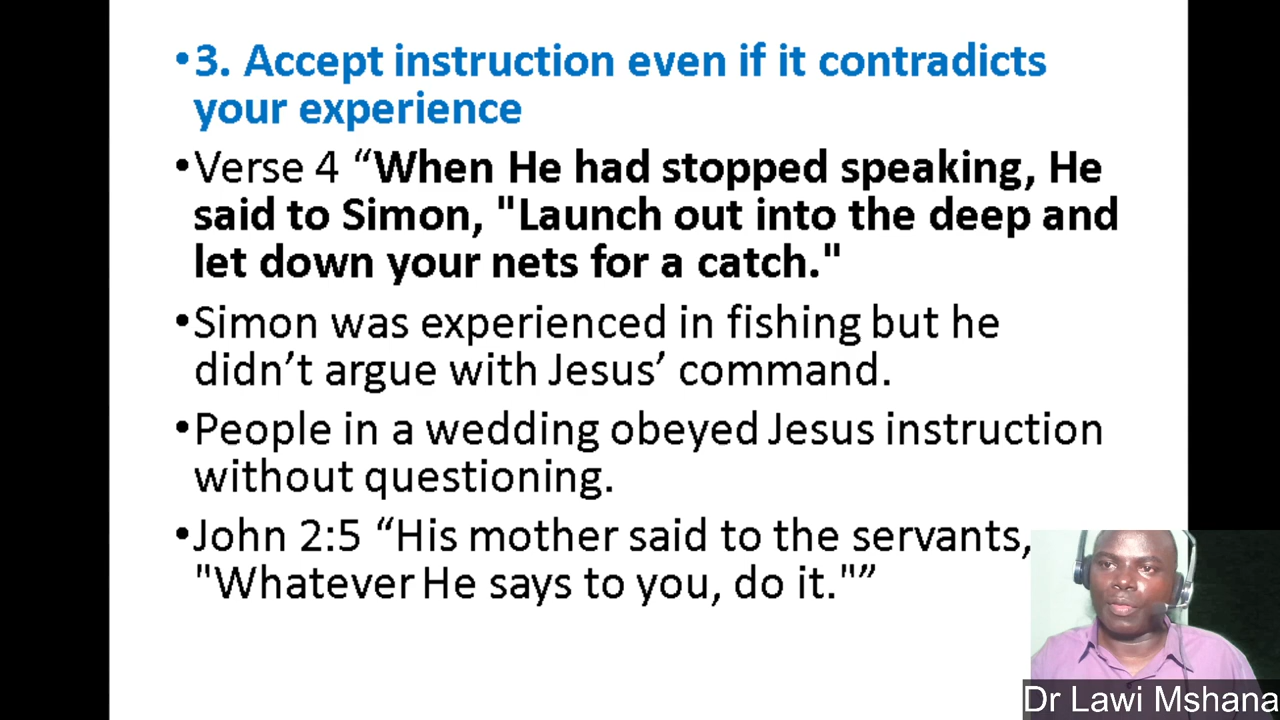 •3. Accept instruction even if it contradicts
your experience
•Verse 4 “When He had stopped speaking, He
said to Simon, "Launch out into the deep and
let down your nets for a catch."
•Simon was experienced in fishing but he
didn’t argue with Jesus’ command.
•People in a wedding obeyed Jesus instruction
without questioning.
•John 2:5 “His mother said to the servants,
"Whatever He says to you, do it."”
Dr Lawi Mshana